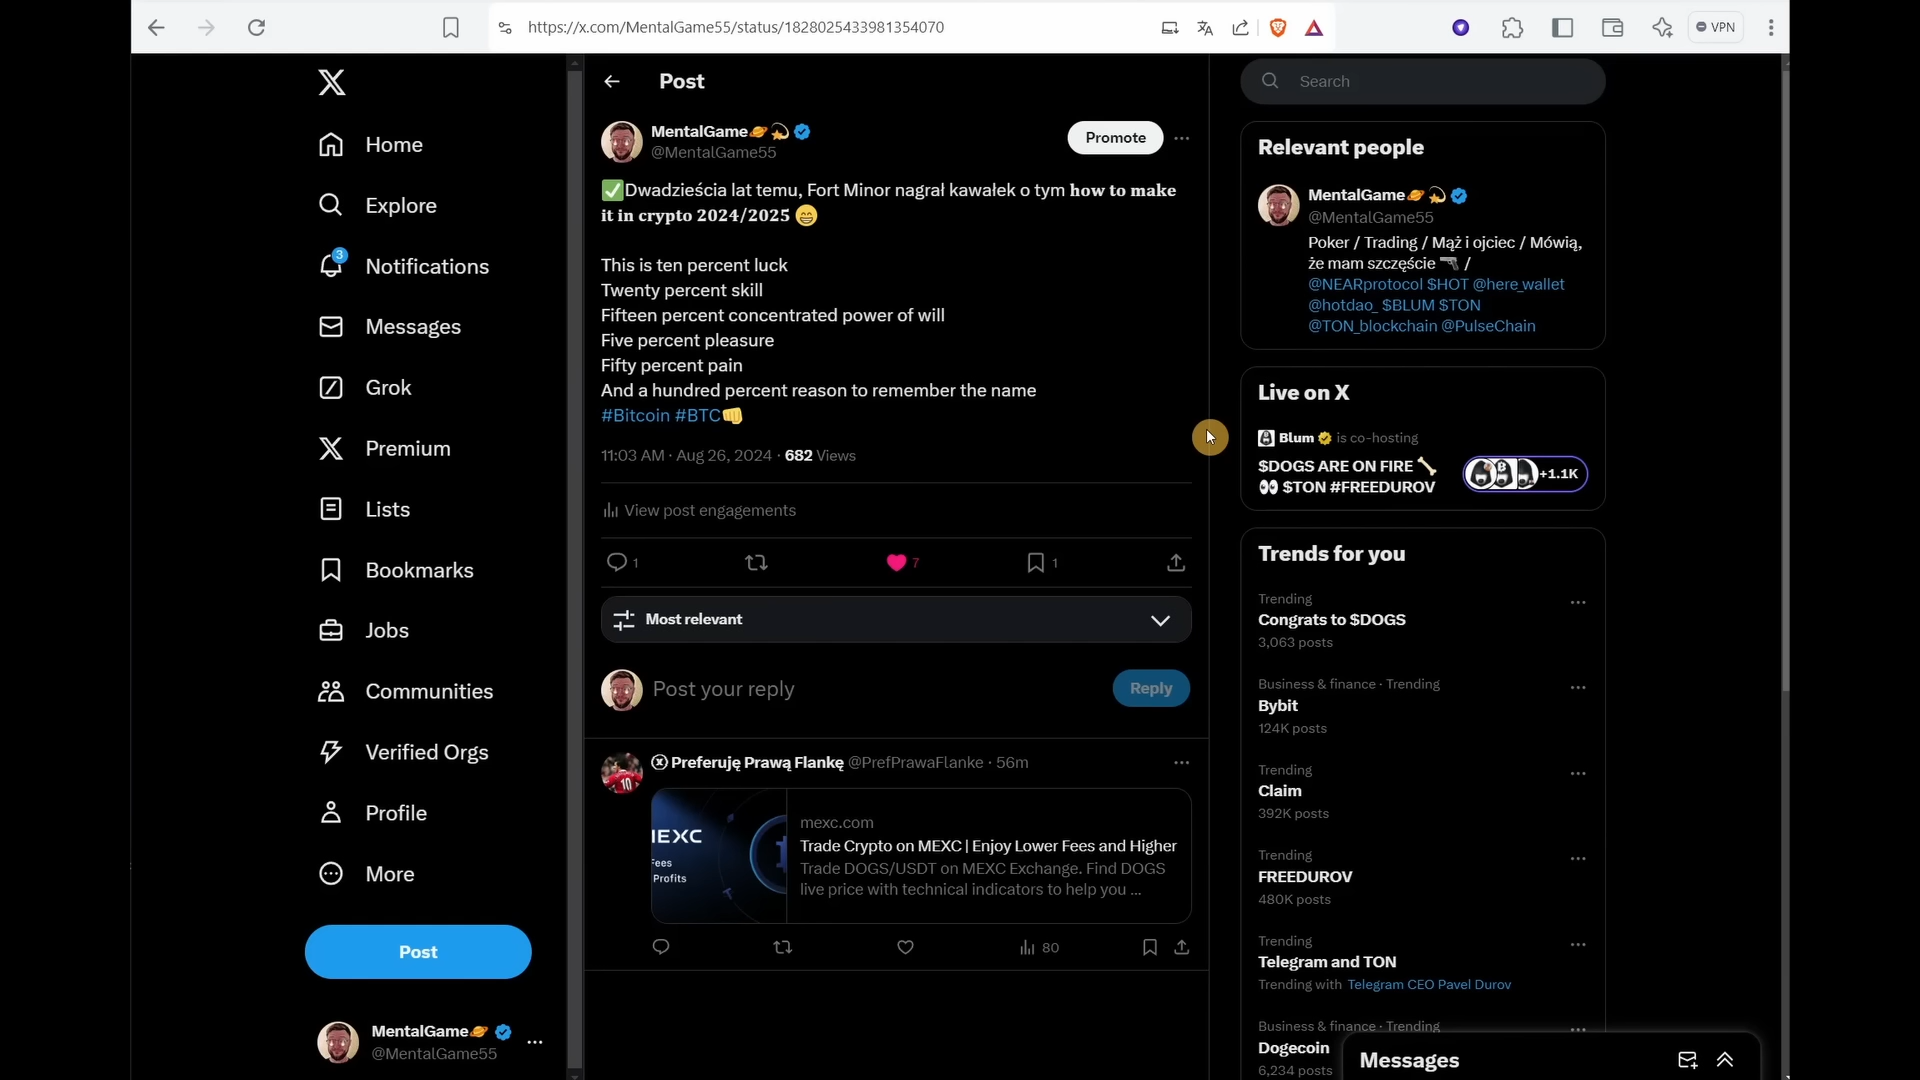 https://x.com/MentalGame55/status/1828025433981354070
VPN
Home
Explore
3
Notifications
Messages
Grok
Premium
Lists
Bookmarks
Jobs
Communities
Verified Orgs
Profile
More
Post
MentalGame🪐
@MentalGame55
Post
MentalGame🪐💫
@MentalGame55
Promote
✅Dwadzieścia lat temu, Fort Minor nagrał kawałek o tym how to make
it in crypto 2024/2025 😁
This is ten percent luck
Twenty percent skill
Fifteen percent concentrated power of will
Five percent pleasure
Fifty percent pain
And a hundred percent reason to remember the name
#Bitcoin #BTC👊
11:03 AM · Aug 26, 2024 · 682 Views
View post engagements
1
7
1
Most relevant
Post your reply
Reply
Preferuję Prawą Flankę @PrefPrawaFlanke · 56m
10
MEXC
Fees
Profits
mexc.com
Trade Crypto on MEXC | Enjoy Lower Fees and Higher
Trade DOGS/USDT on MEXC Exchange. Find DOGS
live price with technical indicators to help you ...
80
Search
Relevant people
MentalGame🪐💫
@MentalGame55
Poker / Trading / Mąż i ojciec / Mówią,
że mam szczęście 🔫 /
@NEARprotocol $HOT @here_wallet
@hotdao_ $BLUM $TON
@TON_blockchain @PulseChain
Live on X
Blum is co-hosting
$DOGS ARE ON FIRE 🦴
👀 $TON #FREEDUROV
+1.1K
Trends for you
Trending
Congrats to $DOGS
3,063 posts
Business & finance · Trending
Bybit
124K posts
Trending
Claim
392K posts
Trending
FREEDUROV
480K posts
Trending
Telegram and TON
Trending with Telegram CEO Pavel Durov
Business & finance · Trending
Dogecoin
6,234 posts
Messages